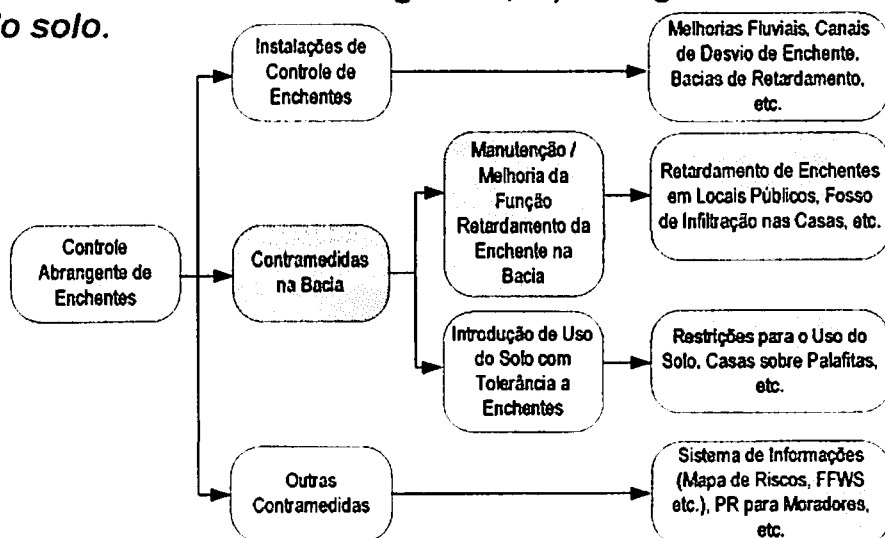 o solo.
Instalações de
Controle de
Enchentes
Melhorias Fluviais, Canais
de Desvio de Enchente,
Bacias de Retardamento,
etc.
Manutenção /
Melhoria da
Função
Retardamento da
Enchente na
Bacia
Retardamento de Enchentes
em Locais Públicos, Fosso
de Infiltração nas Casas, etc.
Controle
Abrangente de
Enchentes
Contramedidas
na Bacia
Introdução de Uso
do Solo com
Tolerância a
Enchentes
Restrições para o Uso do
Solo, Casas sobre Palafitas,
etc.
Outras
Contramedidas
Sistema de Informações
(Mapa de Riscos, FFWS
etc.), PR para Moradores,
etc.